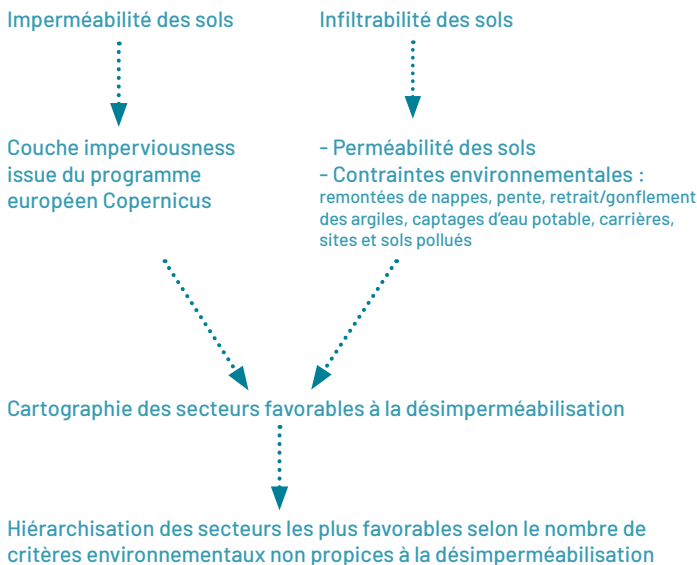 Imperméabilité des sols
Infiltrabilité des sols
Couche imperviousness
issue du programme
européen Copernicus
- Perméabilité des sols
- Contraintes environnementales :
remontées de nappes, pente, retrait/gonflement
des argiles, captages d'eau potable, carrières,
sites et sols pollués
Cartographie des secteurs favorables à la désimperméabilisation
Hiérarchisation des secteurs les plus favorables selon le nombre de
critères environnementaux non propices à la désimperméabilisation